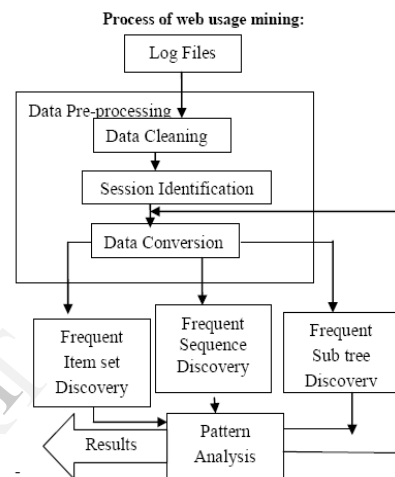 Process of web usage mining:
Log Files
Data Pre-processing
Data Cleaning
Session Identification
Data Conversion
Frequent
Item set
Discovery
Frequent
Sequence
Discovery
Frequent
Sub tree
Discovery
Results
Pattern
Analysis